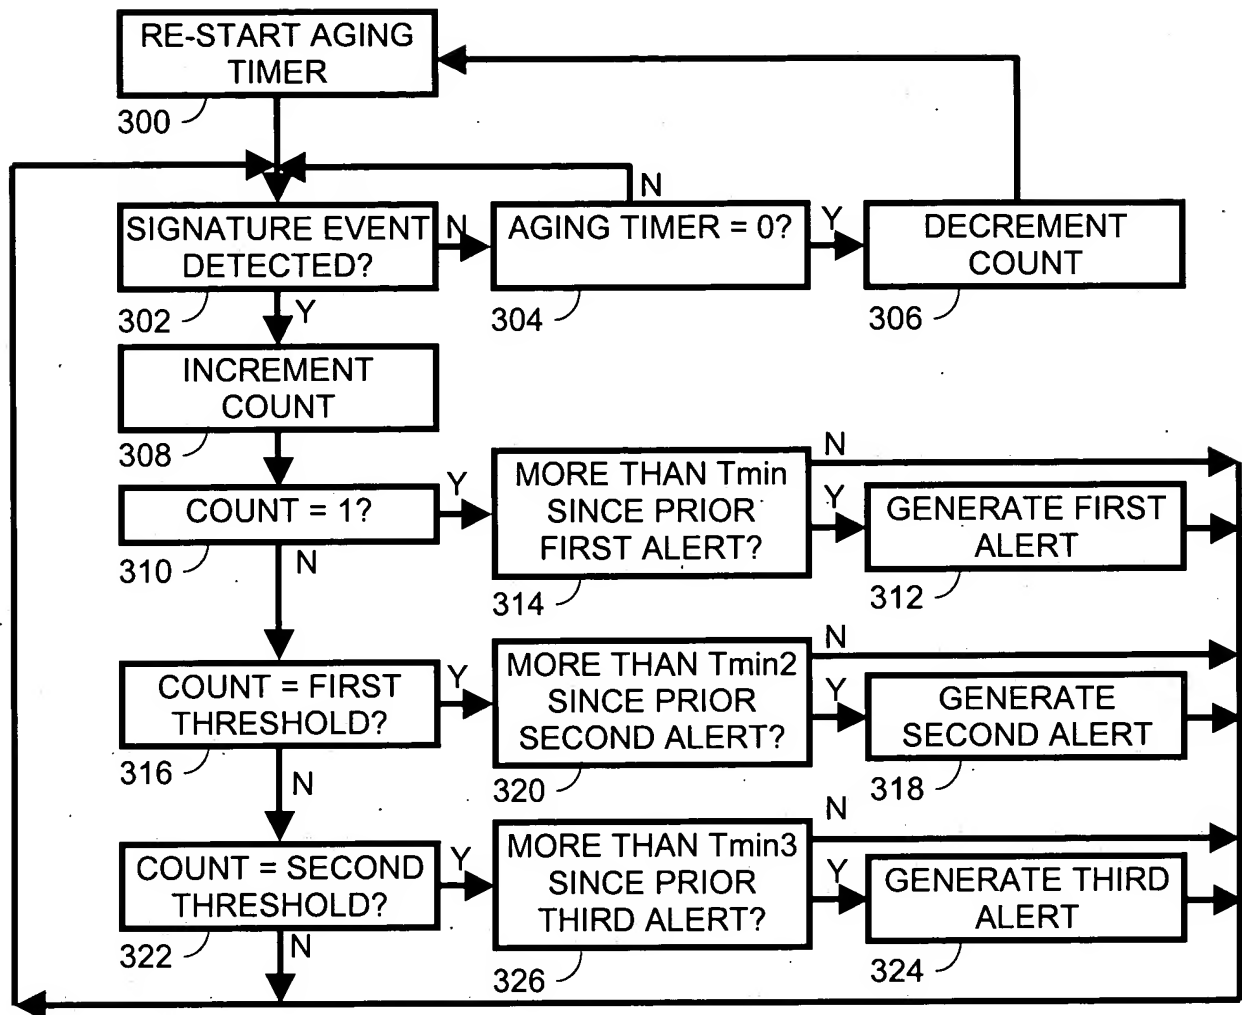 RE-START AGING
TIMER
300
N
SIGNATURE EVENT
DETECTED?
302
N
AGING TIMER = 0?
304
Y
DECREMENT
COUNT
306
Y
INCREMENT
COUNT
308
COUNT = 1?
310
Y
MORE THAN Tmin
SINCE PRIOR
FIRST ALERT?
314
N
Y
GENERATE FIRST
ALERT
312
N
COUNT = FIRST
THRESHOLD?
316
Y
MORE THAN Tmin2
SINCE PRIOR
SECOND ALERT?
320
N
Y
GENERATE
SECOND ALERT
318
N
COUNT = SECOND
THRESHOLD?
322
Y
MORE THAN Tmin3
SINCE PRIOR
THIRD ALERT?
326
N
Y
GENERATE THIRD
ALERT
324
N